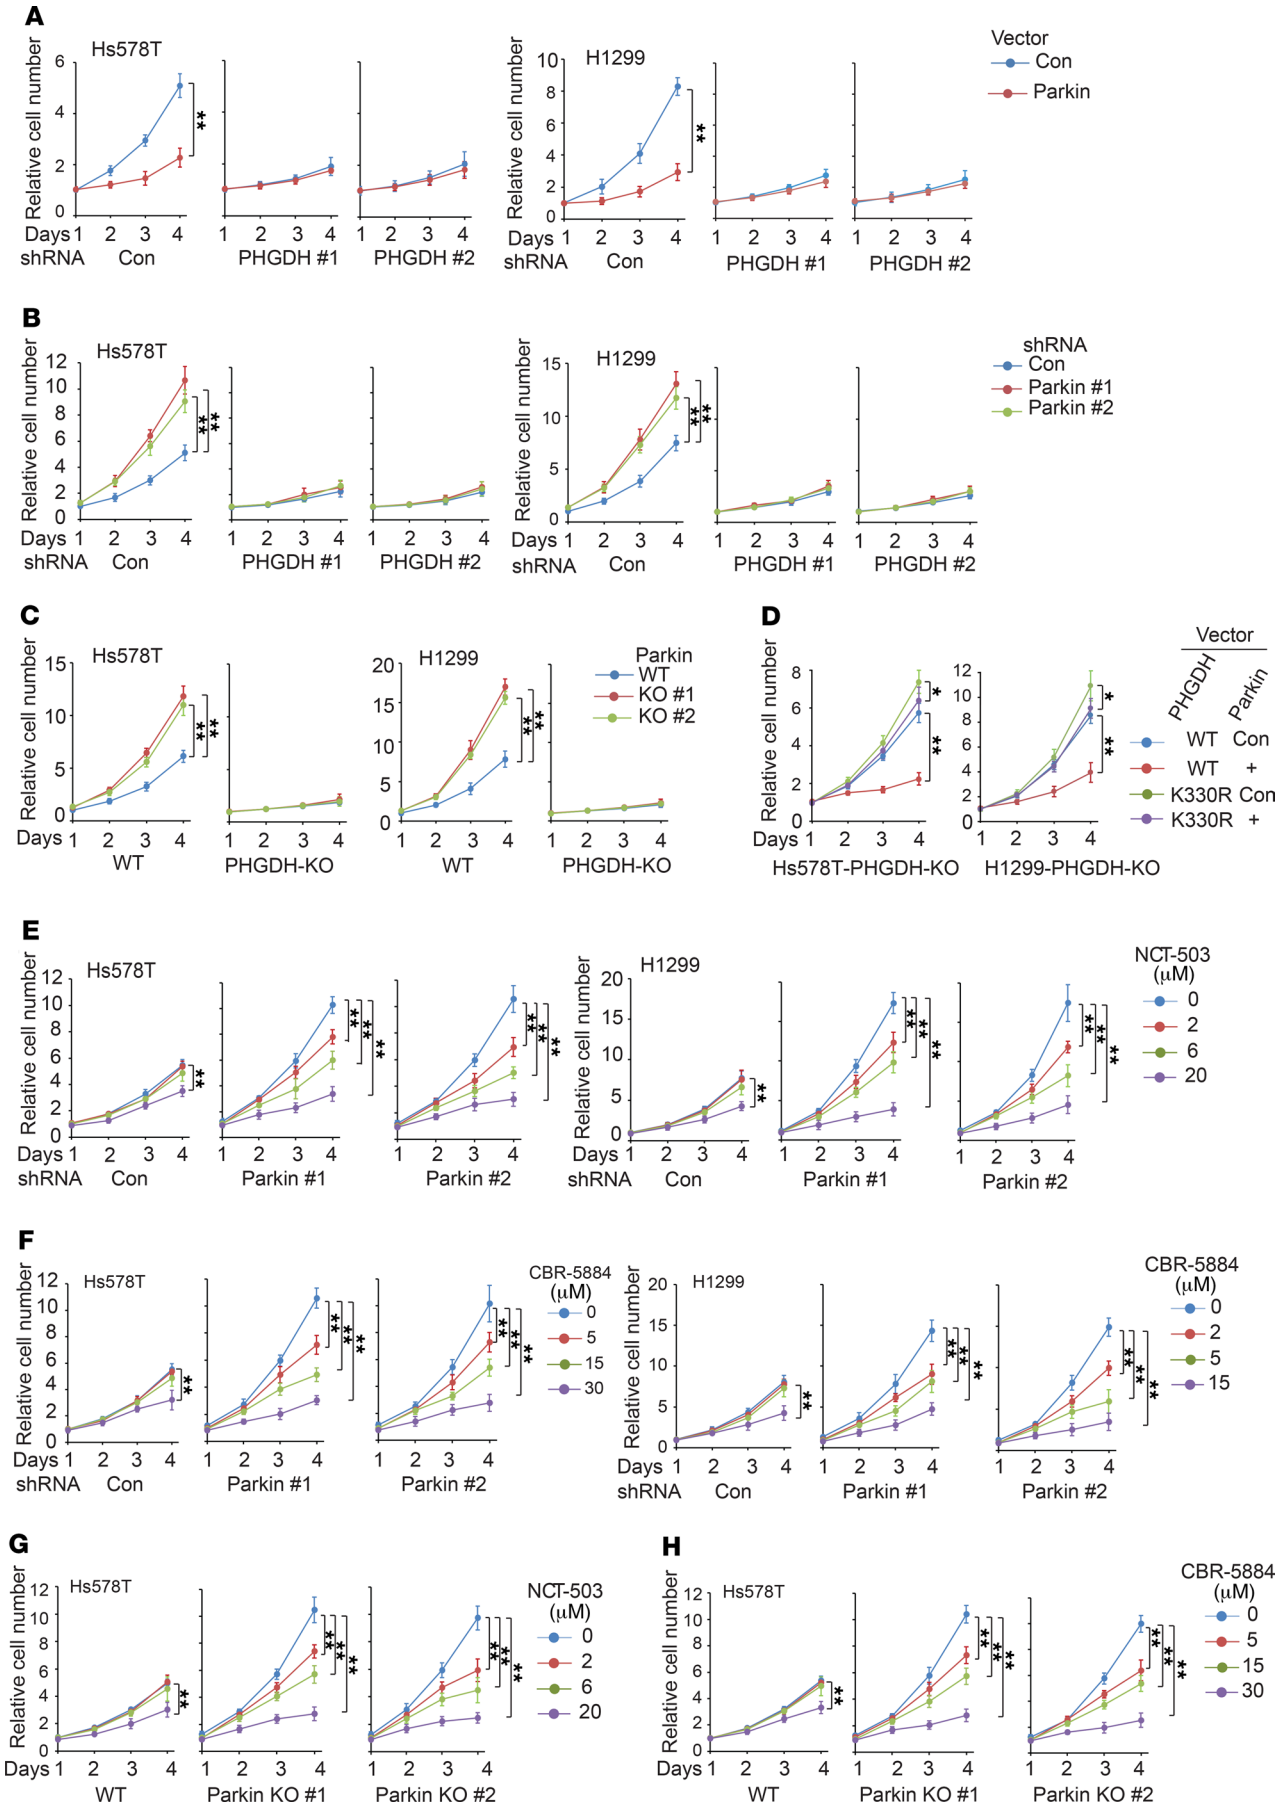 A
Hs578T
H1299
Vector
Con
Parkin
Relative cell number
6
4
2
0
**
Relative cell number
10
8
6
4
2
0
**
Days 1 2 3 4 1 2 3 4 1 2 3 4
shRNA Con PHGDH #1 PHGDH #2
Days 1 2 3 4 1 2 3 4 1 2 3 4
shRNA Con PHGDH #1 PHGDH #2
B
Hs578T
H1299
shRNA
Con
Parkin #1
Parkin #2
Relative cell number
12
10
8
6
4
2
0
** **
Relative cell number
15
10
5
0
** **
Days 1 2 3 4 1 2 3 4 1 2 3 4
shRNA Con PHGDH #1 PHGDH #2
Days 1 2 3 4 1 2 3 4 1 2 3 4
shRNA Con PHGDH #1 PHGDH #2
C
Hs578T
H1299
Parkin
WT
KO #1
KO #2
Relative cell number
15
10
5
0
** **
20
15
10
5
0
** **
Days 1 2 3 4 1 2 3 4 1 2 3 4 1 2 3 4
WT PHGDH-KO WT PHGDH-KO
D
Vector
PHGDH Parkin
WT Con
WT +
K330R Con
K330R +
Relative cell number
8
6
4
2
0
*
**
12
10
8
6
4
2
0
*
**
Days 1 2 3 4 1 2 3 4
Hs578T-PHGDH-KO H1299-PHGDH-KO
E
Hs578T
H1299
NCT-503
(μM)
0
2
6
20
Relative cell number
12
10
8
6
4
2
0
**
** ** **
** ** **
Relative cell number
20
15
10
5
0
**
** ** **
** ** **
Days 1 2 3 4 1 2 3 4 1 2 3 4
shRNA Con Parkin #1 Parkin #2
Days 1 2 3 4 1 2 3 4 1 2 3 4
shRNA Con Parkin #1 Parkin #2
F
Hs578T
CBR-5884
(μM)
0
5
15
30
Relative cell number
12
10
8
6
4
2
0
**
** ** **
** ** **
H1299
CBR-5884
(μM)
0
2
5
15
Relative cell number
20
15
10
5
0
**
** ** **
** ** **
Days 1 2 3 4 1 2 3 4 1 2 3 4
shRNA Con Parkin #1 Parkin #2
Days 1 2 3 4 1 2 3 4 1 2 3 4
shRNA Con Parkin #1 Parkin #2
G
Hs578T
NCT-503
(μM)
0
2
6
20
Relative cell number
12
10
8
6
4
2
0
**
** ** **
** ** **
Days 1 2 3 4 1 2 3 4 1 2 3 4
WT Parkin KO #1 Parkin KO #2
H
Hs578T
CBR-5884
(μM)
0
5
15
30
Relative cell number
12
10
8
6
4
2
0
**
** ** **
** ** **
Days 1 2 3 4 1 2 3 4 1 2 3 4
WT Parkin KO #1 Parkin KO #2